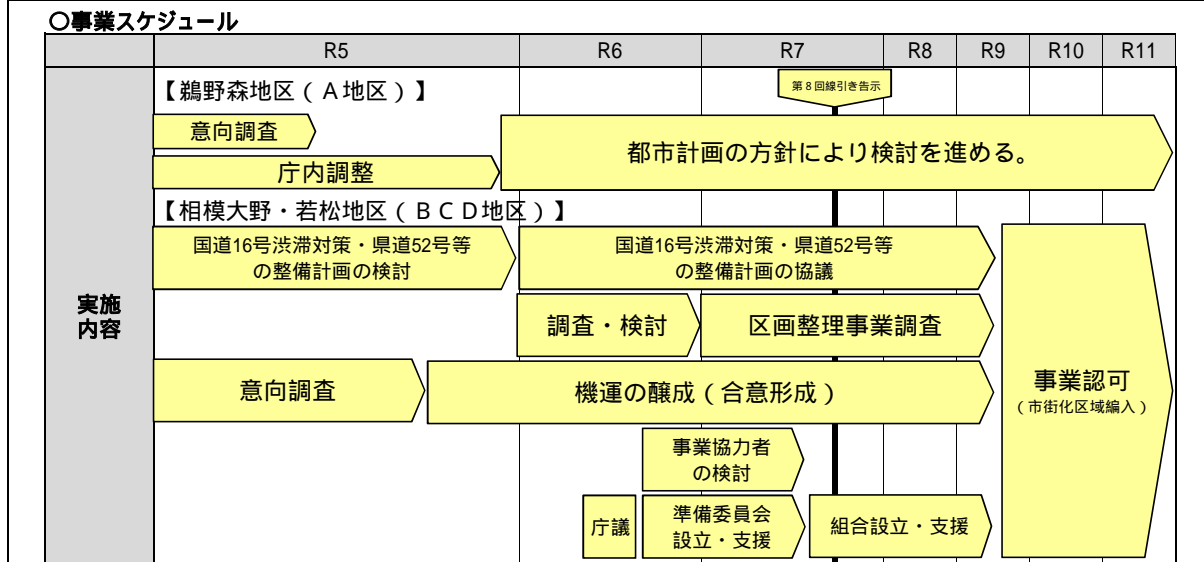 ○事業スケジュール
R5 R6 R7 R8 R9 R10 R11
実施
内容
第8回線引き告示
【鵜野森地区(A地区)】
意向調査
庁内調整
都市計画の方針により検討を進める。
【相模大野・若松地区(BCD地区)】
国道16号渋滞対策・県道52号等
の整備計画の検討
国道16号渋滞対策・県道52号等
の整備計画の協議
調査・検討
区画整理事業調査
意向調査
機運の醸成(合意形成)
事業認可
(市街化区域編入)
事業協力者
の検討
庁議
準備委員会
設立・支援
組合設立・支援